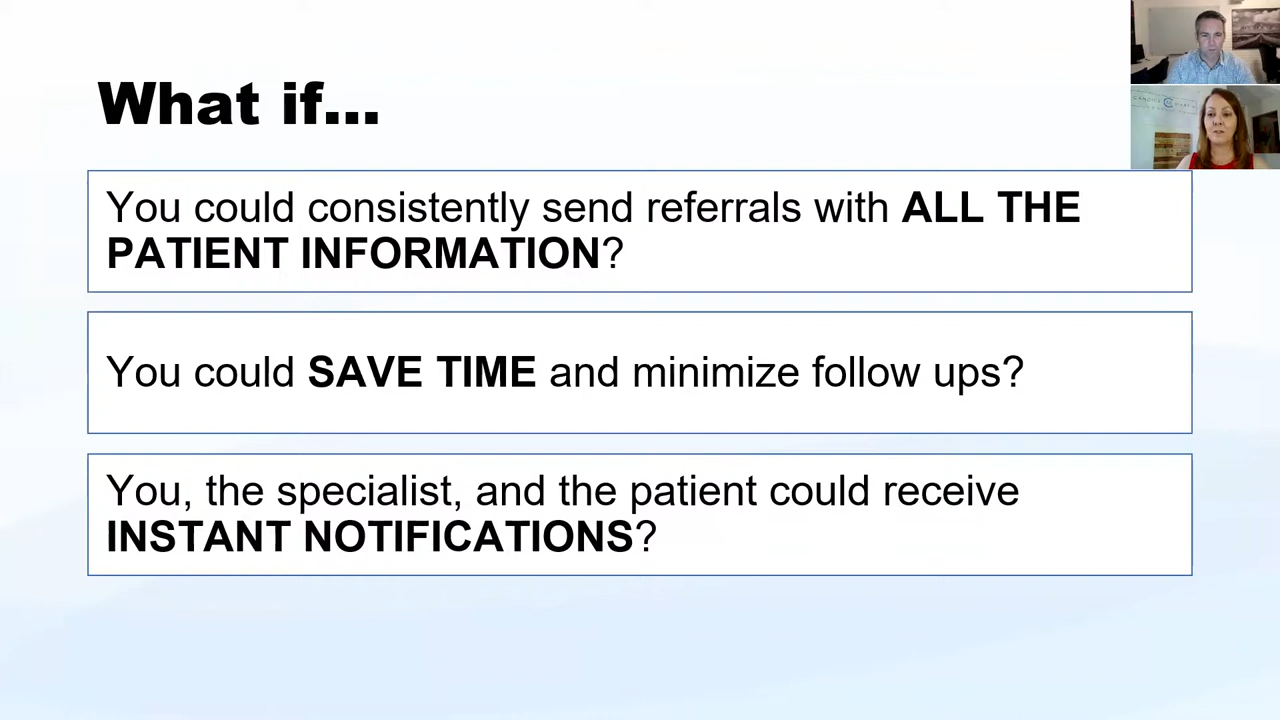 What if...
You could consistently send referrals with ALL THE
PATIENT INFORMATION?
You could SAVE TIME and minimize follow ups?
You, the specialist, and the patient could receive
INSTANT NOTIFICATIONS?